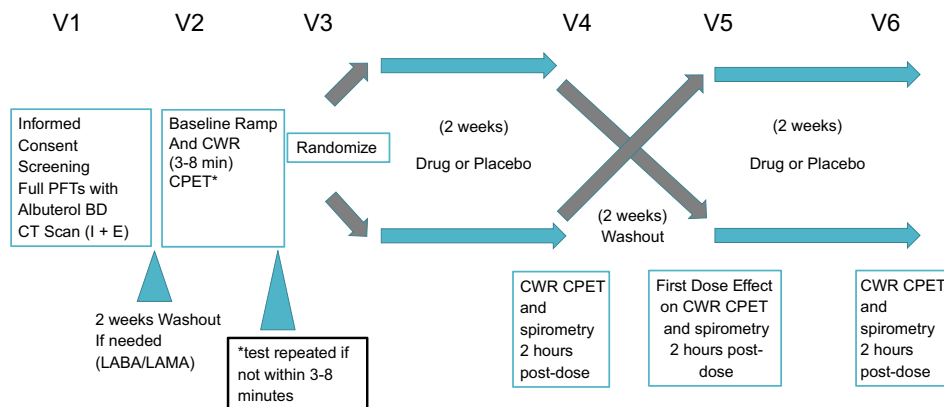 V1 V2 V3 V4 V5 V6
Informed
Consent
Screening
Full PFTs with
Albuterol BD
CT Scan (I + E)
Baseline Ramp
And CWR
(3-8 min)
CPET*
Randomize
(2 weeks)
Drug or Placebo
(2 weeks)
Washout
(2 weeks)
Drug or Placebo
2 weeks Washout
If needed
(LABA/LAMA)
*test repeated if
not within 3-8
minutes
CWR CPET
and
spirometry
2 hours
post-dose
First Dose Effect
on CWR CPET
and spirometry
2 hours post-
dose
CWR CPET
and
spirometry
2 hours
post-dose